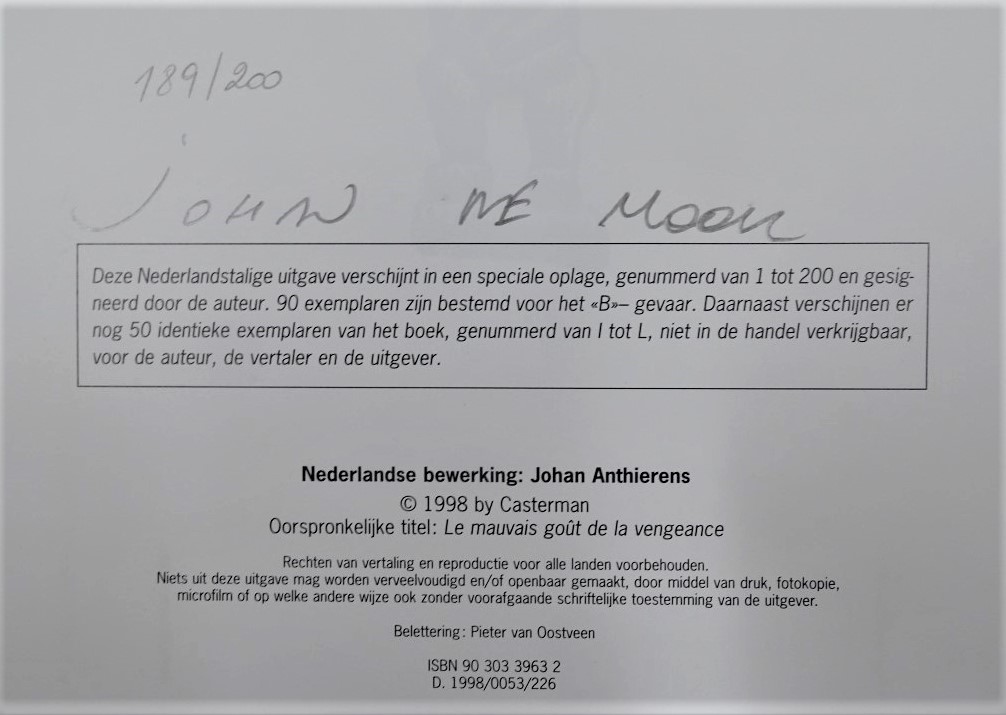 189/200
JOHAN DE MOOR
Deze Nederlandstalige uitgave verschijnt in een speciale oplage, genummerd van 1 tot 200 en gesig-
neerd door de auteur. 90 exemplaren zijn bestemd voor het «B»– gevaar. Daarnaast verschijnen er
nog 50 identieke exemplaren van het boek, genummerd van I tot L, niet in de handel verkrijgbaar,
voor de auteur, de vertaler en de uitgever.
Nederlandse bewerking: Johan Anthierens
© 1998 by Casterman
Oorspronkelijke titel: Le mauvais goût de la vengeance
Rechten van vertaling en reproductie voor alle landen voorbehouden.
Niets uit deze uitgave mag worden verveelvoudigd en/of openbaar gemaakt, door middel van druk, fotokopie,
microfilm of op welke andere wijze ook zonder voorafgaande schriftelijke toestemming van de uitgever.
Belettering: Pieter van Oostveen
ISBN 90 303 3963 2
D. 1998/0053/226